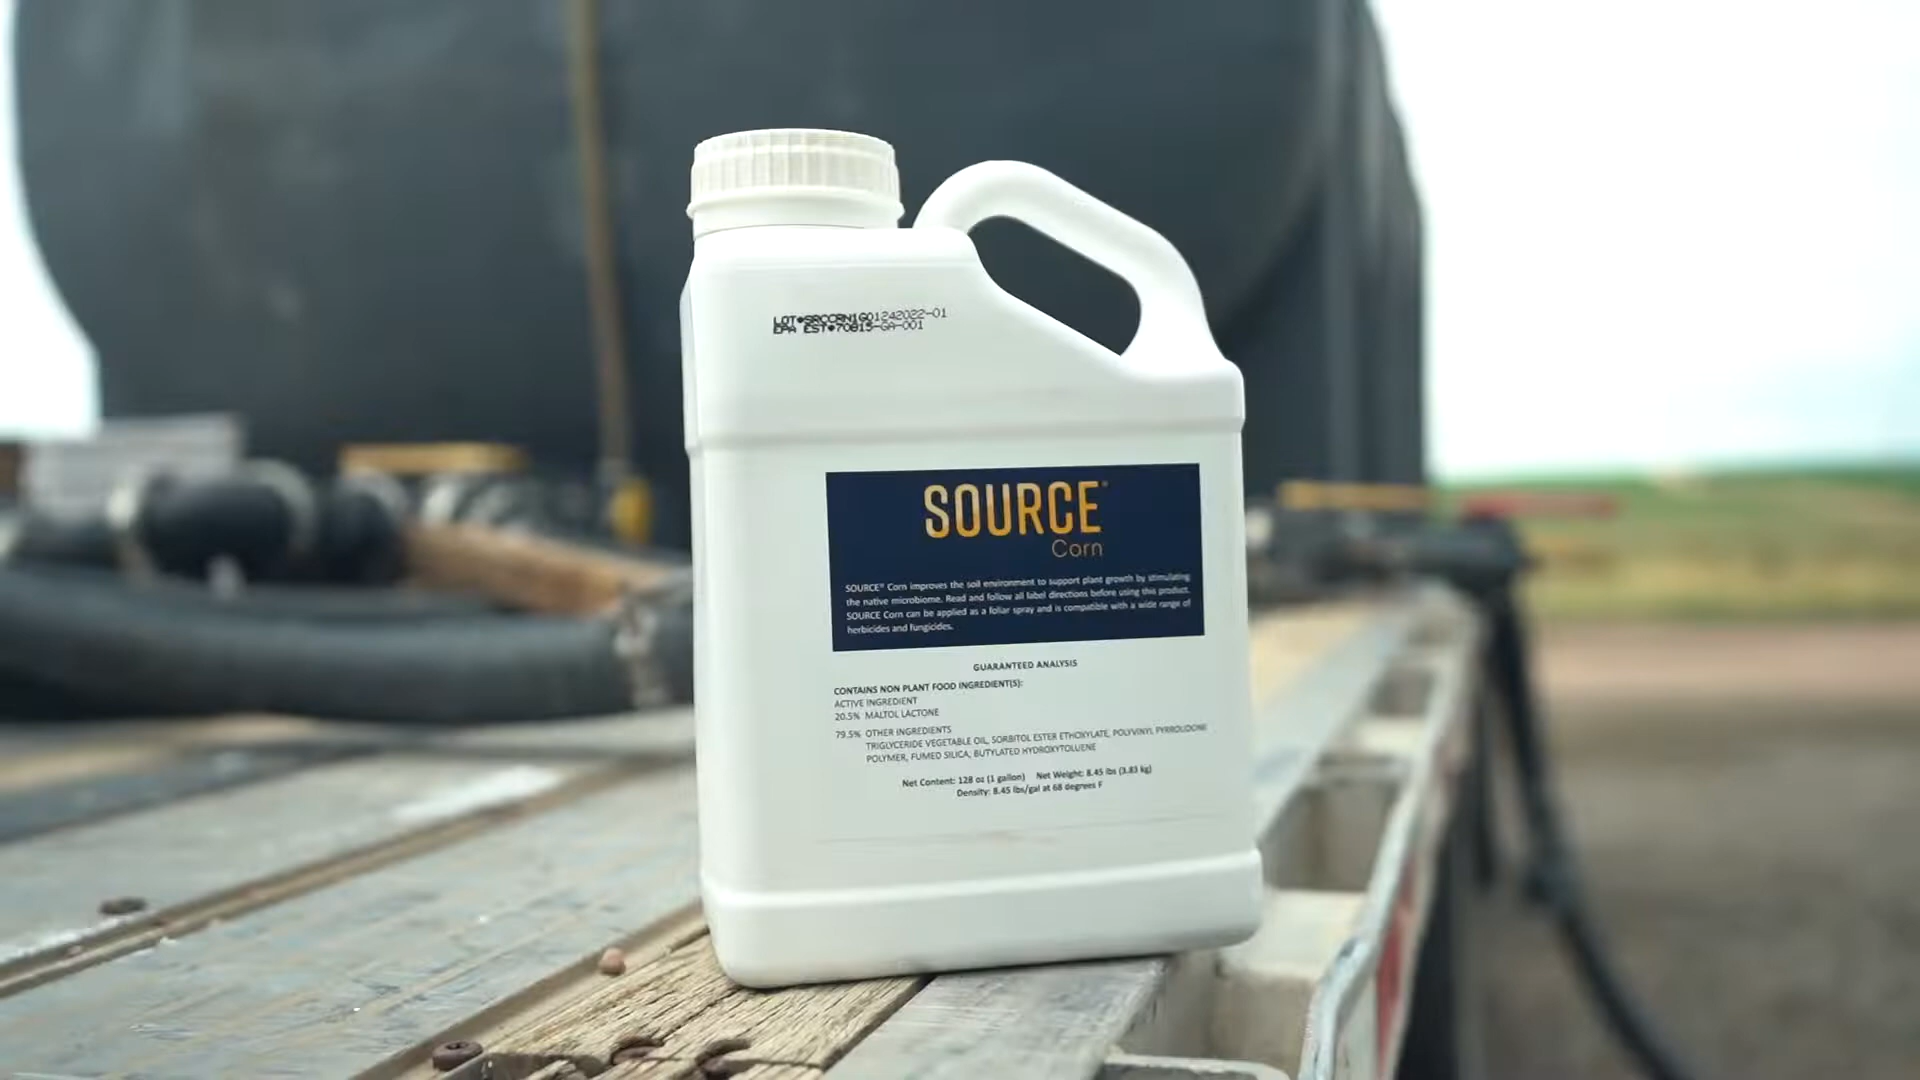 LOT#SRCCRN1G01242022-01
EPA EST#70815-GA-001
SOURCE®
Corn
SOURCE® Corn improves the soil environment to support plant growth by stimulating
the native microbiome. Read and follow all label directions before using this product.
SOURCE Corn can be applied as a foliar spray and is compatible with a wide range of
herbicides and fungicides.
GUARANTEED ANALYSIS
CONTAINS NON PLANT FOOD INGREDIENT(S):
ACTIVE INGREDIENT
20.5% MALTOL LACTONE
79.5% OTHER INGREDIENTS
TRIGLYCERIDE VEGETABLE OIL, SORBITOL ESTER ETHOXYLATE, POLYVINYL PYRROLIDONE
POLYMER, FUMED SILICA, BUTYLATED HYDROXYTOLUENE
Net Content: 128 oz (1 gallon) Net Weight: 8.45 lbs (3.83 kg)
Density: 8.45 lbs/gal at 68 degrees F